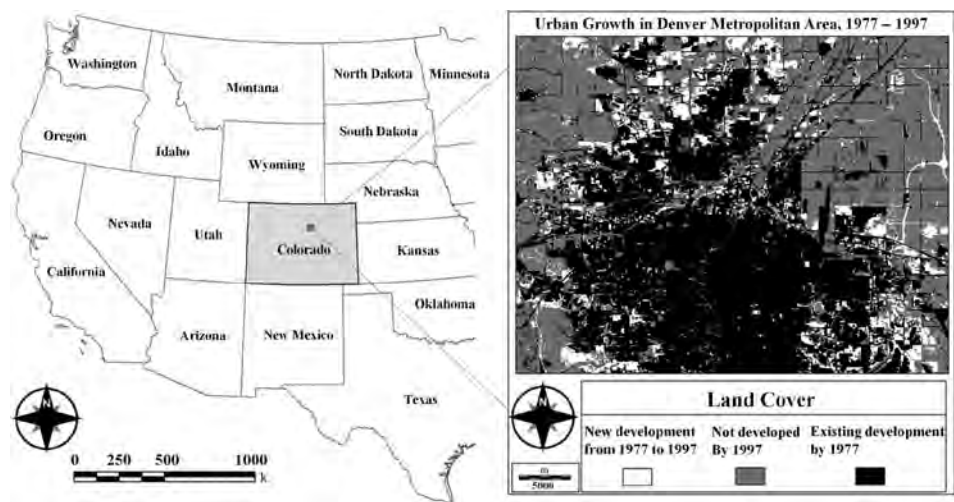 Washington
North Dakota
Minnesota
Montana
Oregon
Idaho
South Dakota
Wyoming
Nebraska
Nevada
Utah
Colorado
Kansas
California
Oklahoma
Arizona
New Mexico
Texas
N
0 250 500 1000
k
Urban Growth in Denver Metropolitan Area, 1977 – 1997
N
m
5000
Land Cover
New development
from 1977 to 1997
Not developed
By 1997
Existing development
by 1977